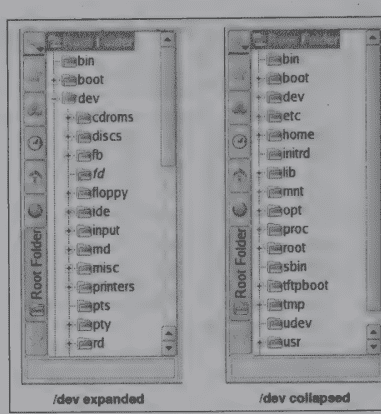 bin
boot
dev
cdroms
discs
fb
fd
floppy
ide
input
md
misc
printers
pts
pty
rd
Root Folder
/dev expanded
bin
boot
dev
etc
home
initrd
lib
mnt
opt
proc
root
sbin
tftpboot
tmp
udev
usr
Root Folder
/dev collapsed